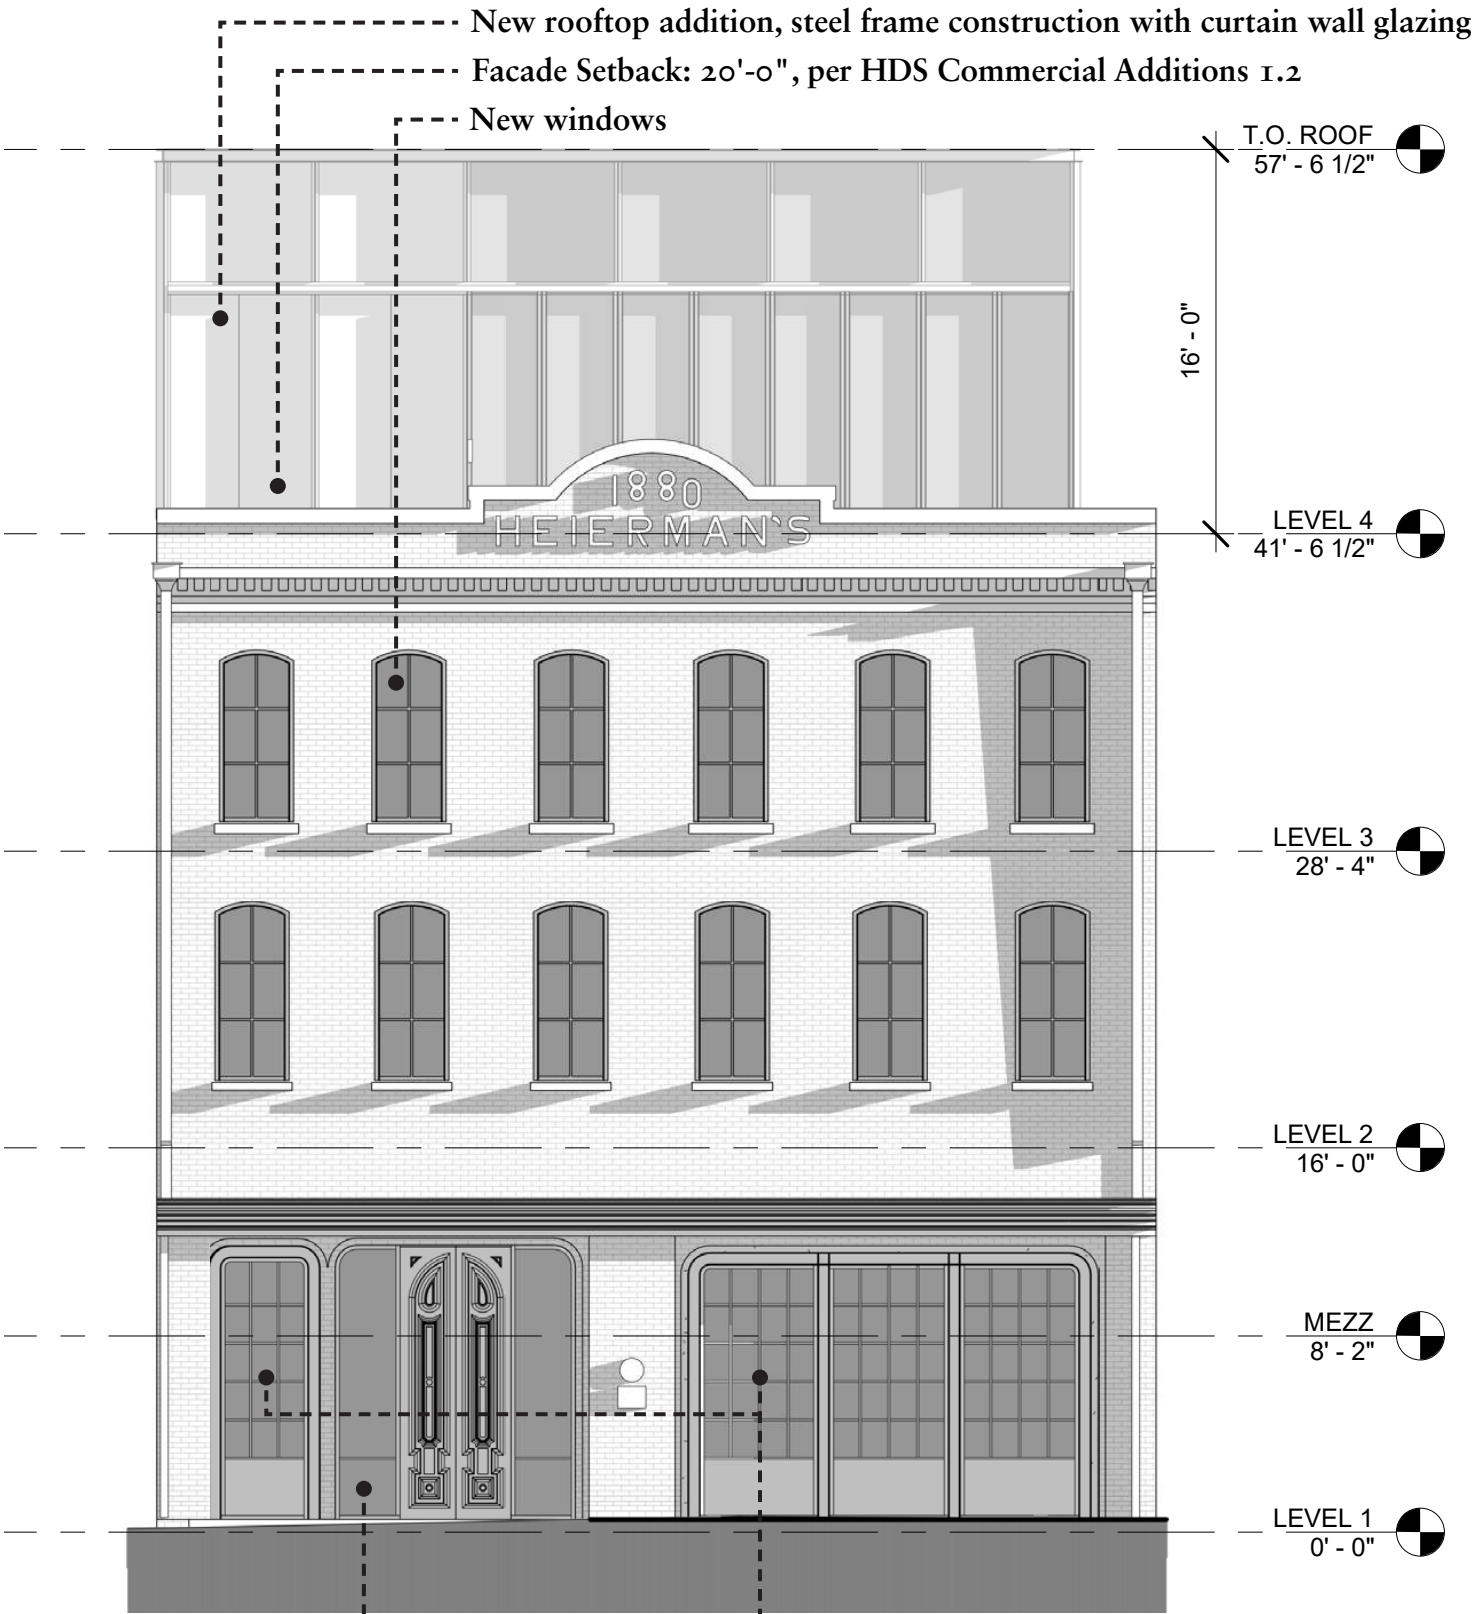 New rooftop addition, steel frame construction with curtain wall glazing
Facade Setback: 20'-0", per HDS Commercial Additions 1.2
New windows
T.O. ROOF
57' - 6 1/2"
16' - 0"
1880
HEIERMAN'S
LEVEL 4
41' - 6 1/2"
LEVEL 3
28' - 4"
LEVEL 2
16' - 0"
MEZZ
8' - 2"
LEVEL 1
0' - 0"